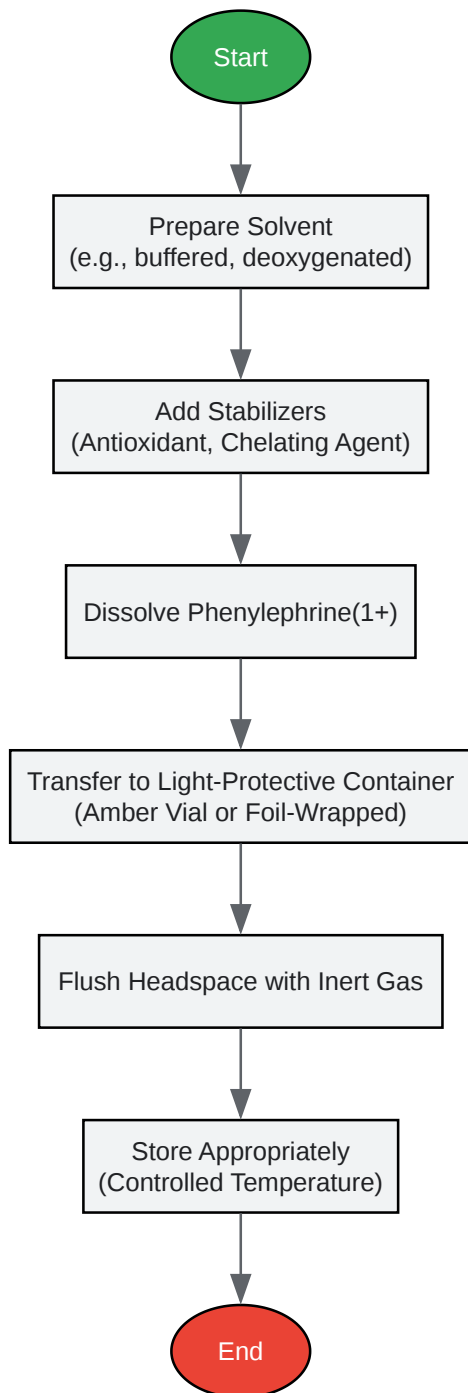 Start
Prepare Solvent
(e.g., buffered, deoxygenated)
Add Stabilizers
(Antioxidant, Chelating Agent)
Dissolve Phenylephrine(1+)
Transfer to Light-Protective Container
(Amber Vial or Foil-Wrapped)
Flush Headspace with Inert Gas
Store Appropriately
(Controlled Temperature)
End